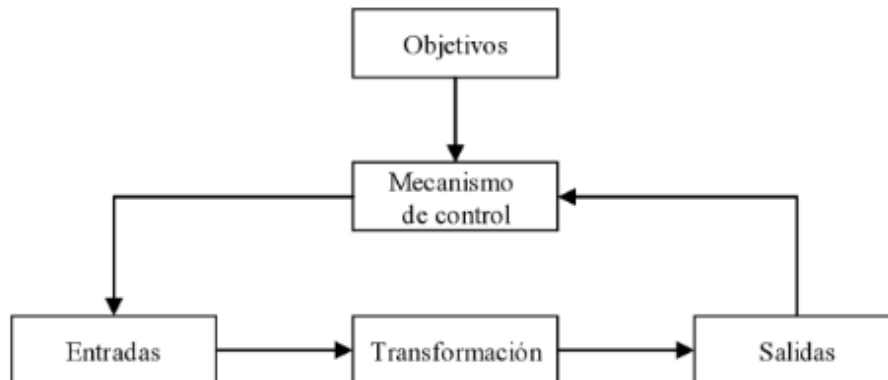 Objetivos
Mecanismo
de control
Entradas
Transformación
Salidas